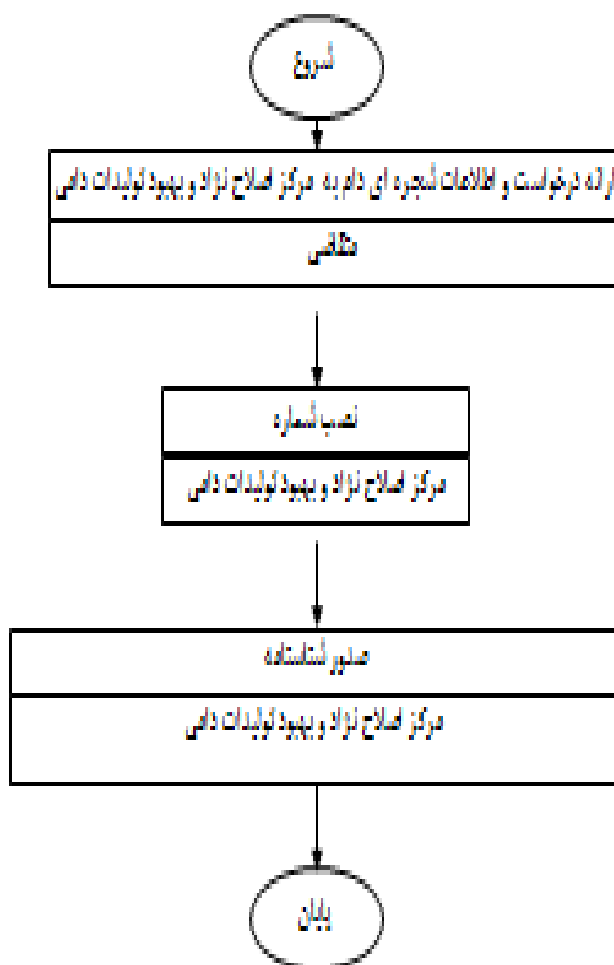 شروع
ارائه درخواست و اطلاعات شجره ای دام به مرکز اصلاح نژاد و بهبود تولیدات دامی
متقاضی
نصب شماره
مرکز اصلاح نژاد و بهبود تولیدات دامی
صدور شناسنامه
مرکز اصلاح نژاد و بهبود تولیدات دامی
پایان